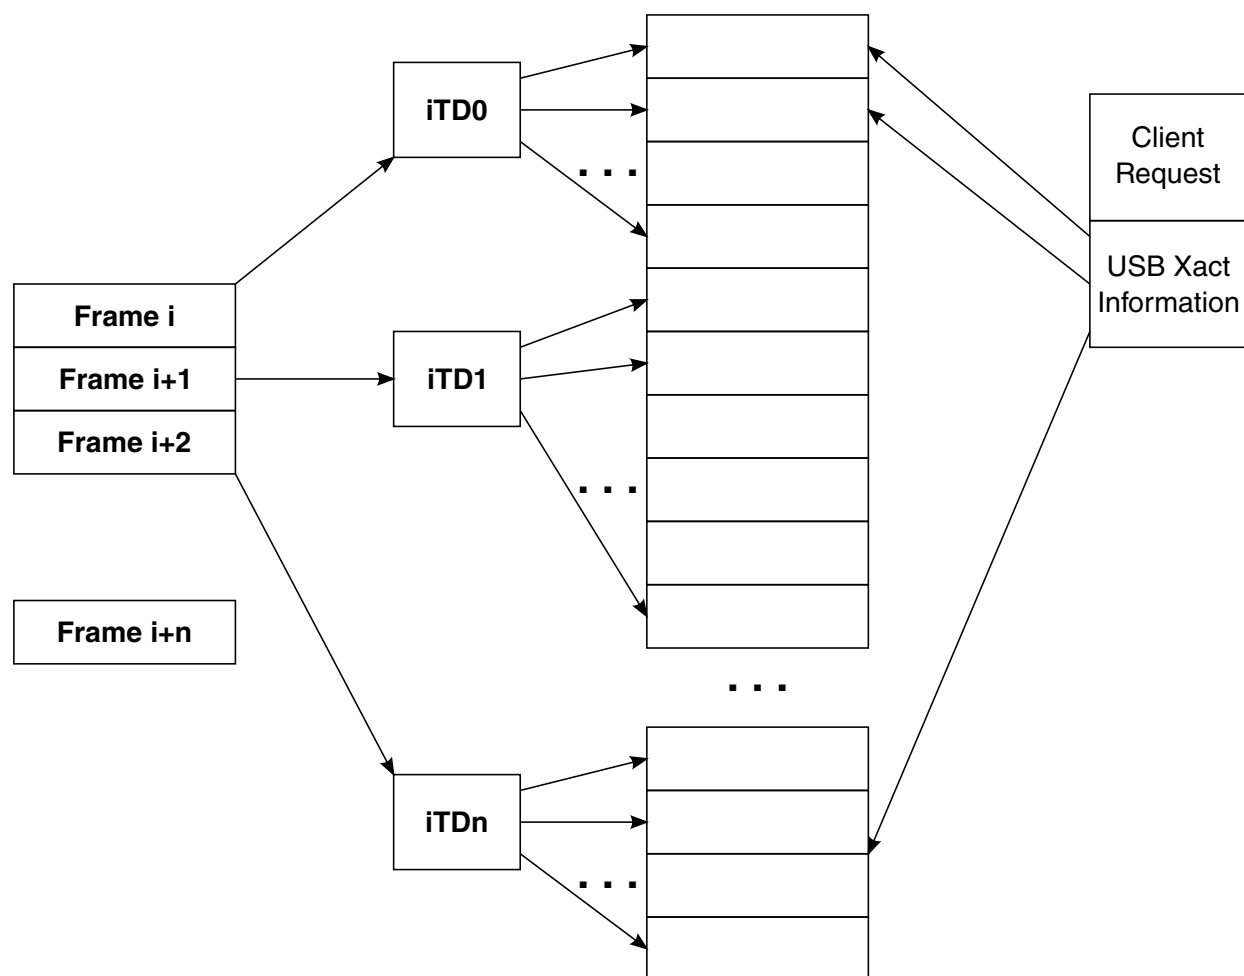 iTD0
Client
Request
USB Xact
Information
. . .
Frame i
Frame i+1
Frame i+2
iTD1
. . .
Frame i+n
. . .
iTDn
. . .